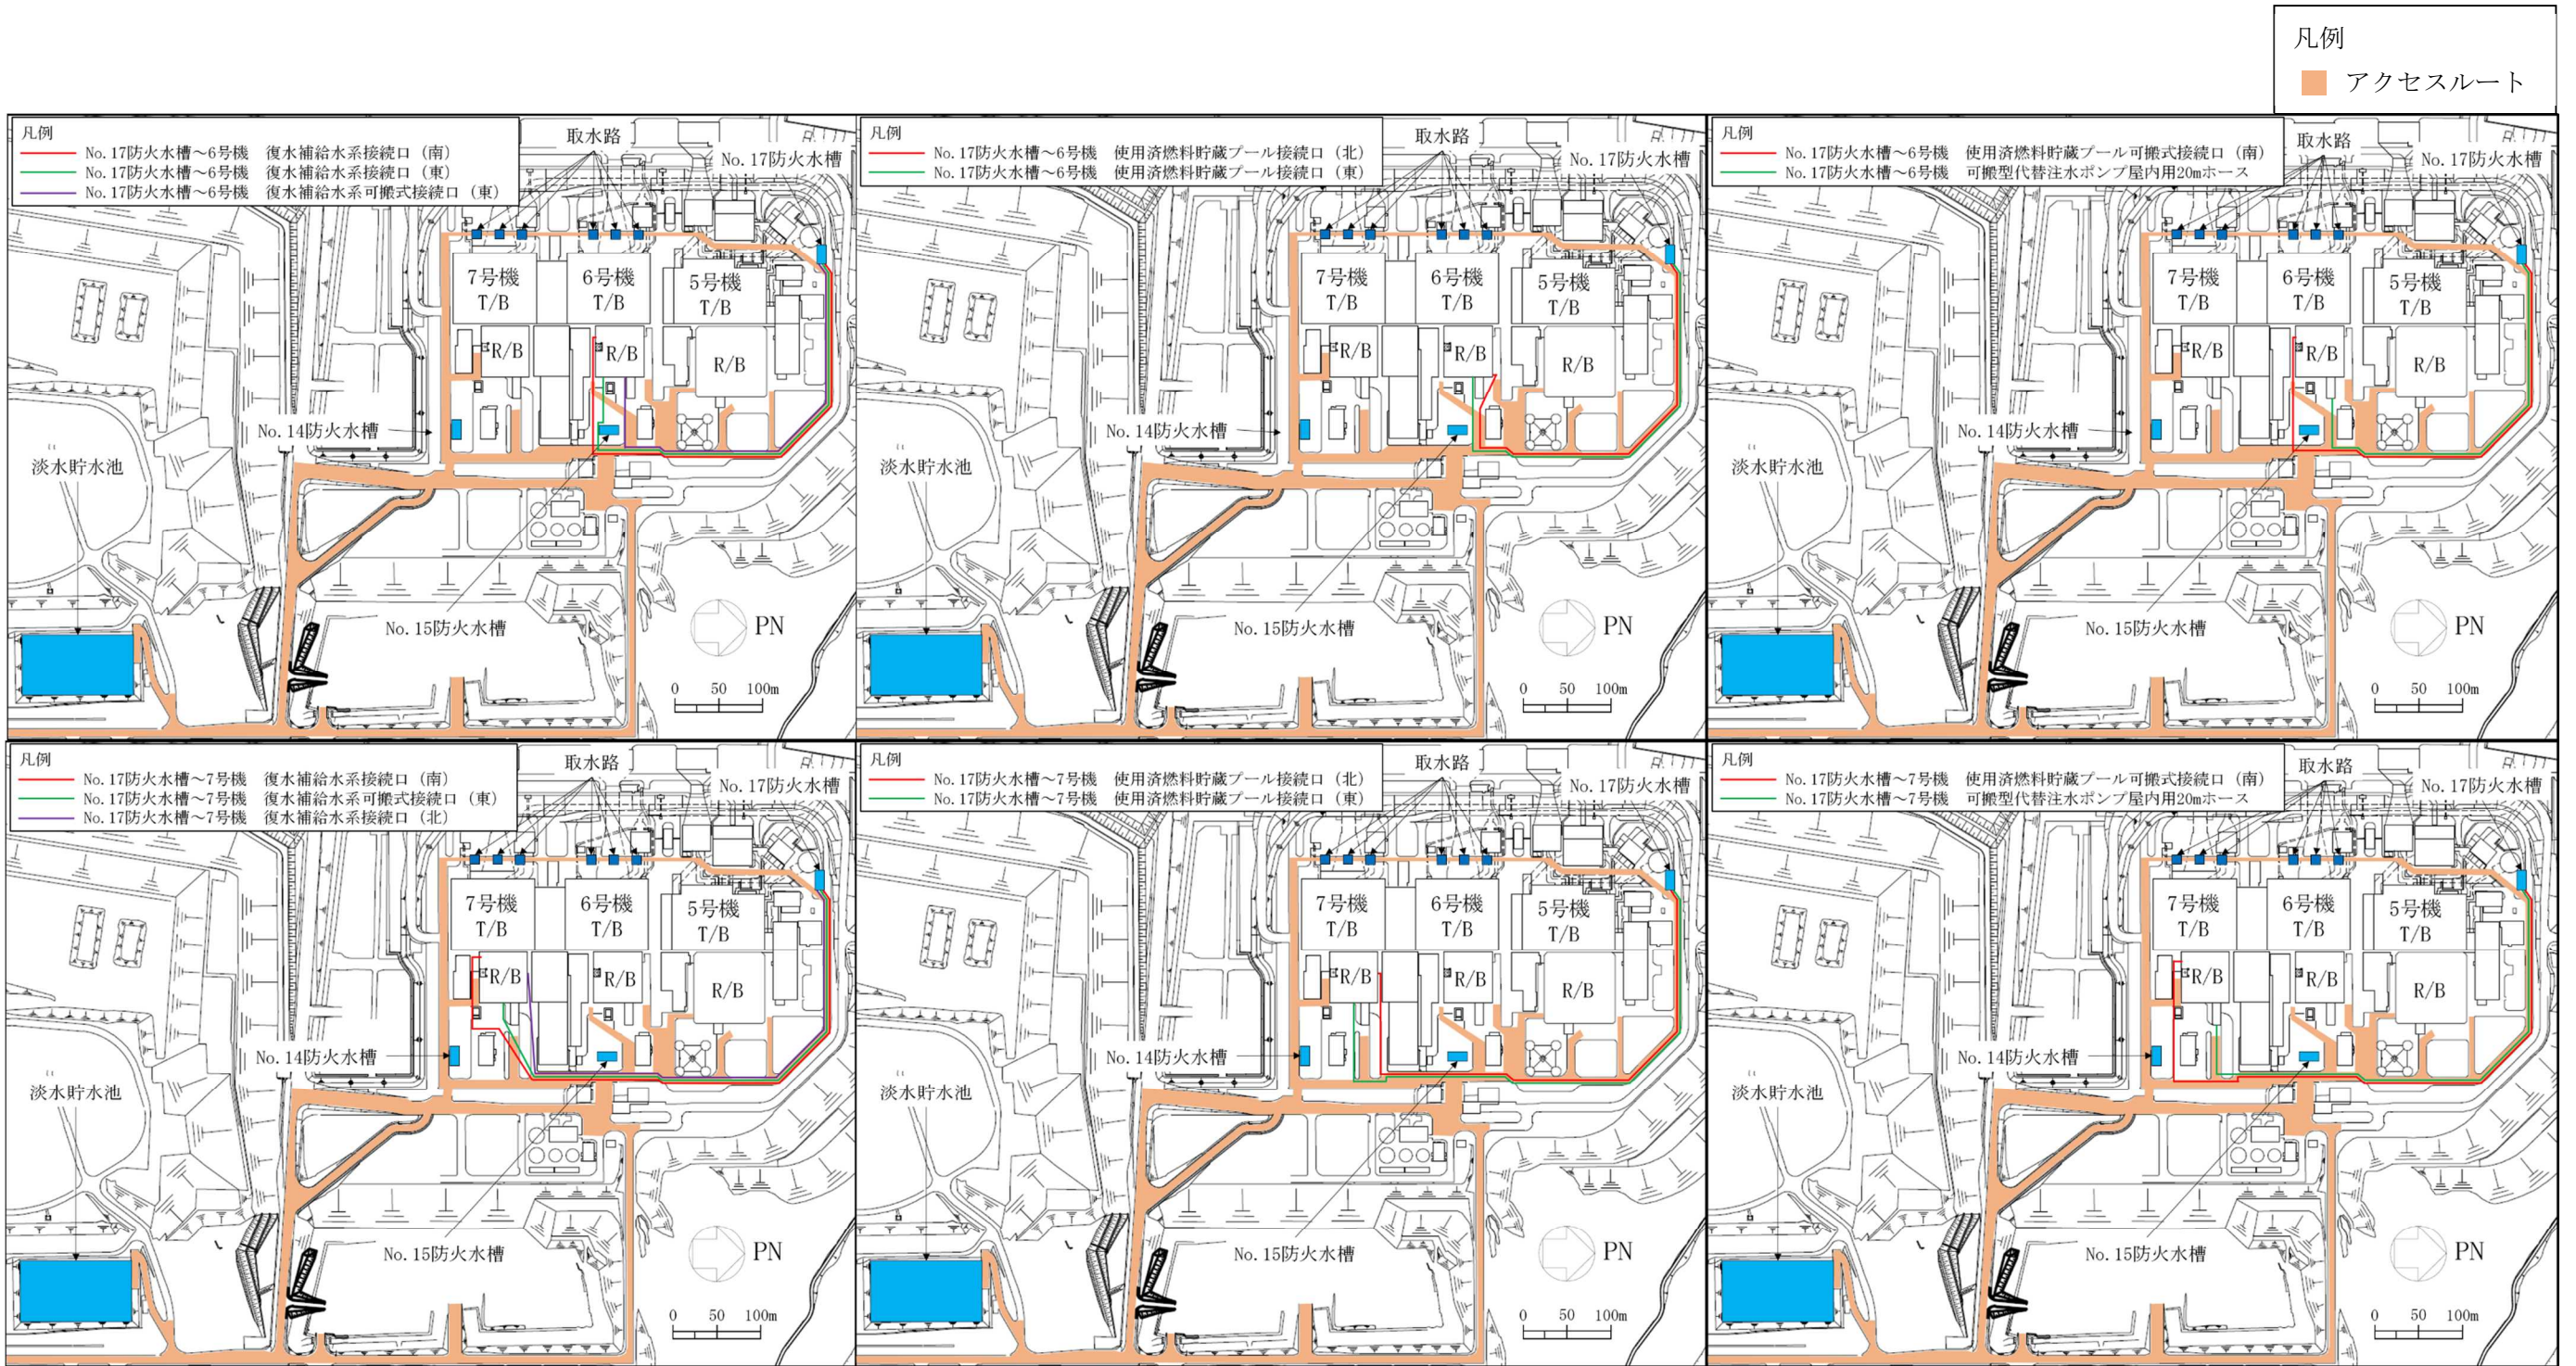 凡例
アクセスルート
凡例
No.17防火水槽～6号機 復水補給水系接続口（南）
No.17防火水槽～6号機 復水補給水系接続口（東）
No.17防火水槽～6号機 復水補給水系可搬式接続口（東）
取水路
No.17防火水槽
7号機
T/B
6号機
T/B
5号機
T/B
R/B
R/B
R/B
No.14防火水槽
淡水貯水池
No.15防火水槽
PN
0 50 100m
凡例
No.17防火水槽～6号機 使用済燃料貯蔵プール接続口（北）
No.17防火水槽～6号機 使用済燃料貯蔵プール接続口（東）
取水路
No.17防火水槽
7号機
T/B
6号機
T/B
5号機
T/B
R/B
R/B
R/B
No.14防火水槽
淡水貯水池
No.15防火水槽
PN
0 50 100m
凡例
No.17防火水槽～6号機 使用済燃料貯蔵プール可搬式接続口（南）
No.17防火水槽～6号機 可搬型代替注水ポンプ屋内用20mホース
取水路
No.17防火水槽
7号機
T/B
6号機
T/B
5号機
T/B
R/B
R/B
R/B
No.14防火水槽
淡水貯水池
No.15防火水槽
PN
0 50 100m
凡例
No.17防火水槽～7号機 復水補給水系接続口（南）
No.17防火水槽～7号機 復水補給水系可搬式接続口（東）
No.17防火水槽～7号機 復水補給水系接続口（北）
取水路
No.17防火水槽
7号機
T/B
6号機
T/B
5号機
T/B
R/B
R/B
R/B
No.14防火水槽
淡水貯水池
No.15防火水槽
PN
0 50 100m
凡例
No.17防火水槽～7号機 使用済燃料貯蔵プール接続口（北）
No.17防火水槽～7号機 使用済燃料貯蔵プール接続口（東）
取水路
No.17防火水槽
7号機
T/B
6号機
T/B
5号機
T/B
R/B
R/B
R/B
No.14防火水槽
淡水貯水池
No.15防火水槽
PN
0 50 100m
凡例
No.17防火水槽～7号機 使用済燃料貯蔵プール可搬式接続口（南）
No.17防火水槽～7号機 可搬型代替注水ポンプ屋内用20mホース
取水路
No.17防火水槽
7号機
T/B
6号機
T/B
5号機
T/B
R/B
R/B
R/B
No.14防火水槽
淡水貯水池
No.15防火水槽
PN
0 50 100m